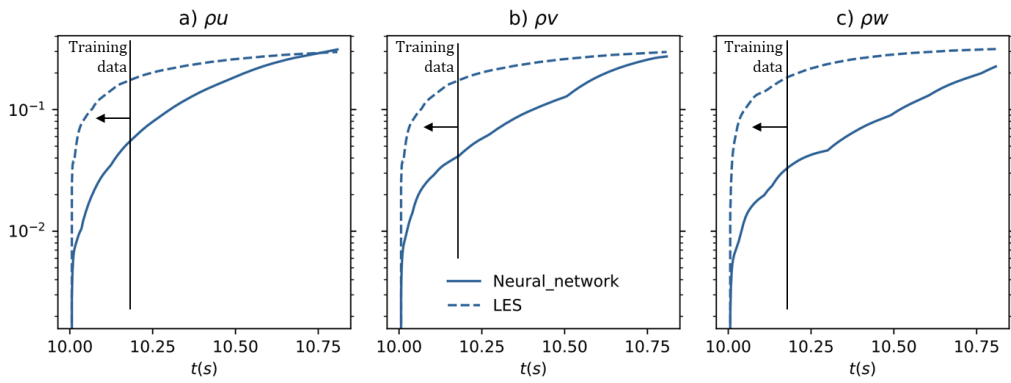 a) ρu
b) ρv
c) ρw
Training
data
Training
data
Training
data
10⁻¹
10⁻²
Neural_network
LES
10.00
10.25
10.50
10.75
10.00
10.25
10.50
10.75
10.00
10.25
10.50
10.75
t(s)
t(s)
t(s)